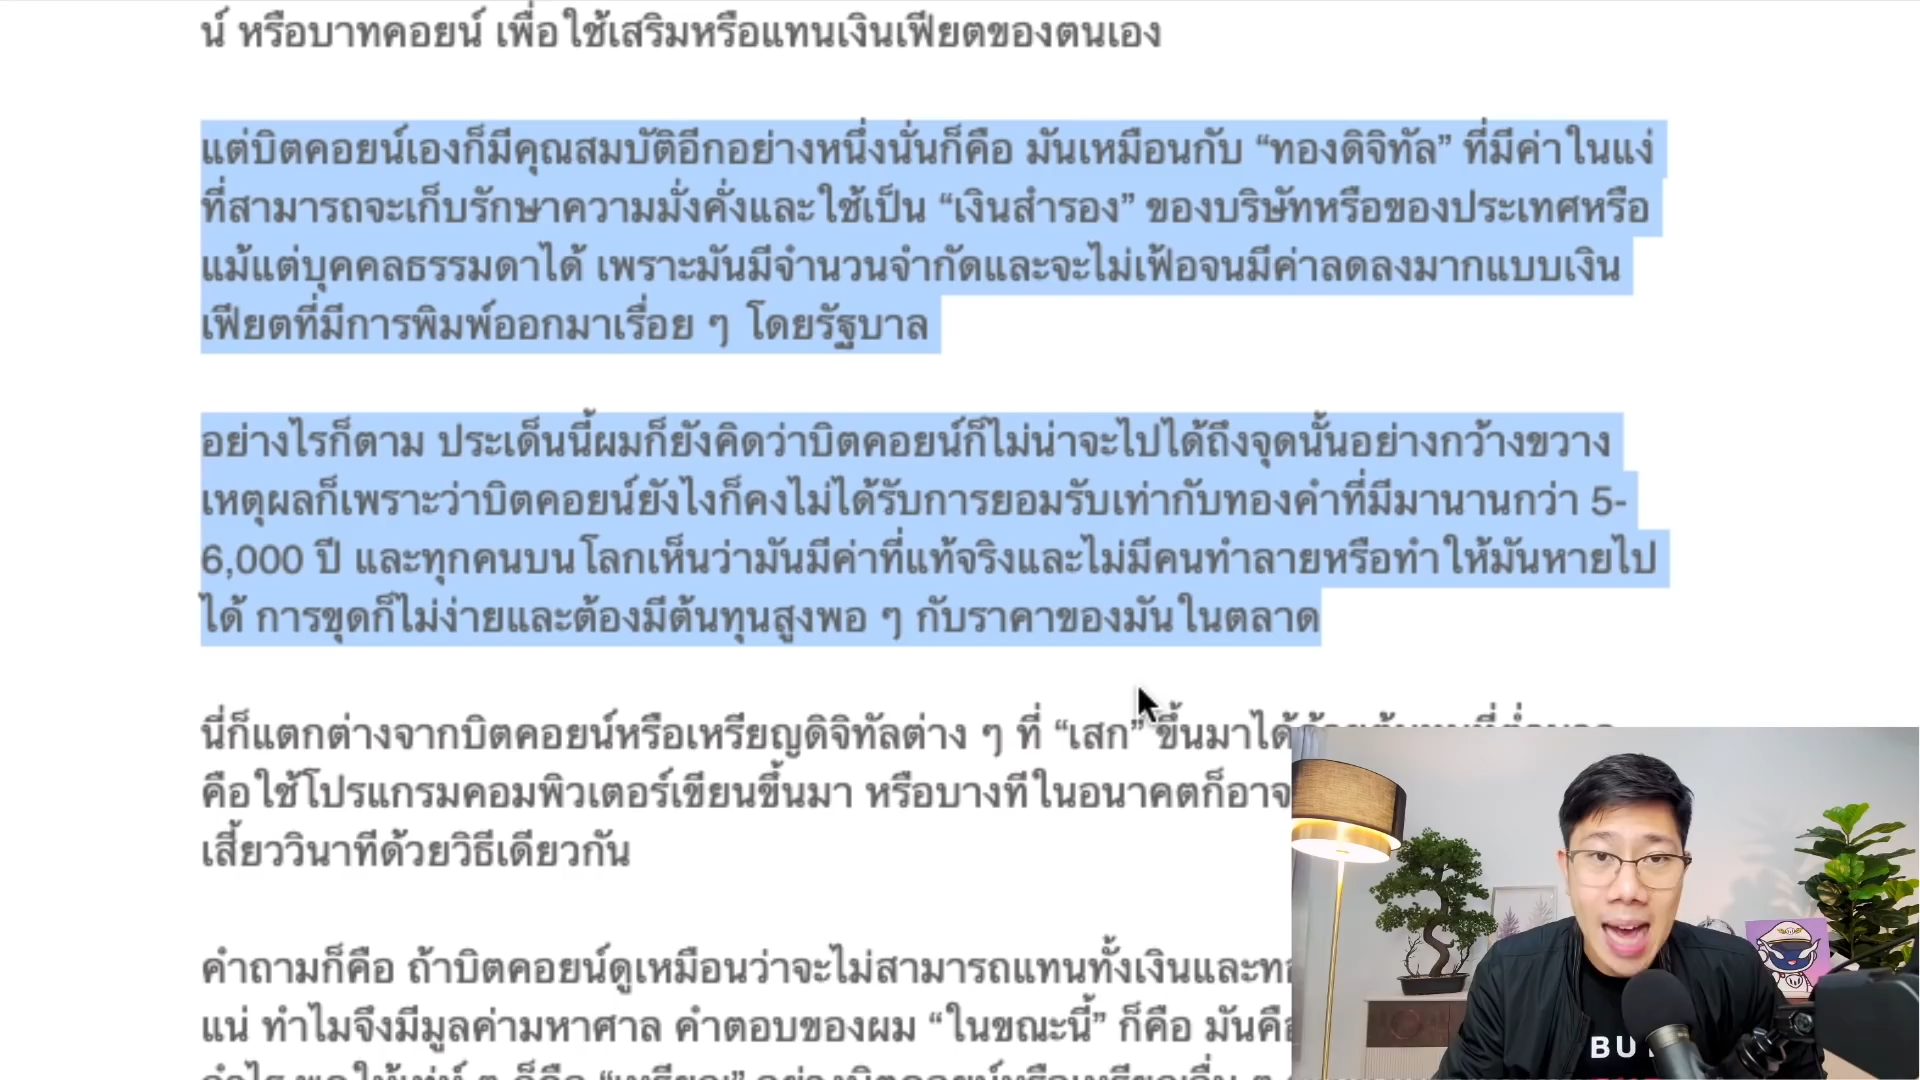 น์ หรือบาทคอยน์ เพื่อใช้เสริมหรือแทนเงินเฟียตของตนเอง
แต่บิตคอยน์เองก็มีคุณสมบัติอีกอย่างหนึ่งนั่นก็คือ มันเหมือนกับ “ทองดิจิทัล” ที่มีค่าในแง่
ที่สามารถจะเก็บรักษาความมั่งคั่งและใช้เป็น “เงินสำรอง” ของบริษัทหรือของประเทศหรือ
แม้แต่บุคคลธรรมดาได้ เพราะมันมีจำนวนจำกัดและจะไม่เฟ้อจนมีค่าลดลงมากแบบเงิน
เฟียตที่มีการพิมพ์ออกมาเรื่อย ๆ โดยรัฐบาล
อย่างไรก็ตาม ประเด็นนี้ผมก็ยังคิดว่าบิตคอยน์ก็ไม่น่าจะไปได้ถึงจุดนั้นอย่างกว้างขวาง
เหตุผลก็เพราะว่าบิตคอยน์ยังไงก็คงไม่ได้รับการยอมรับเท่ากับทองคำที่มีมานานกว่า 5-
6,000 ปี และทุกคนบนโลกเห็นว่ามันมีค่าที่แท้จริงและไม่มีคนทำลายหรือทำให้มันหายไป
ได้ การขุดก็ไม่ง่ายและต้องมีต้นทุนสูงพอ ๆ กับราคาของมันในตลาด
นี่ก็แตกต่างจากบิตคอยน์หรือเหรียญดิจิทัลต่าง ๆ ที่ “เสก” ขึ้นมาได้
คือใช้โปรแกรมคอมพิวเตอร์เขียนขึ้นมา หรือบางทีในอนาคตก็อาจ
เสี้ยววินาทีด้วยวิธีเดียวกัน
คำถามก็คือ ถ้าบิตคอยน์ดูเหมือนว่าจะไม่สามารถแทนทั้งเงินและ
แน่ ทำไมจึงมีมูลค่ามหาศาล คำตอบของผม “ในขณะนี้” ก็คือ